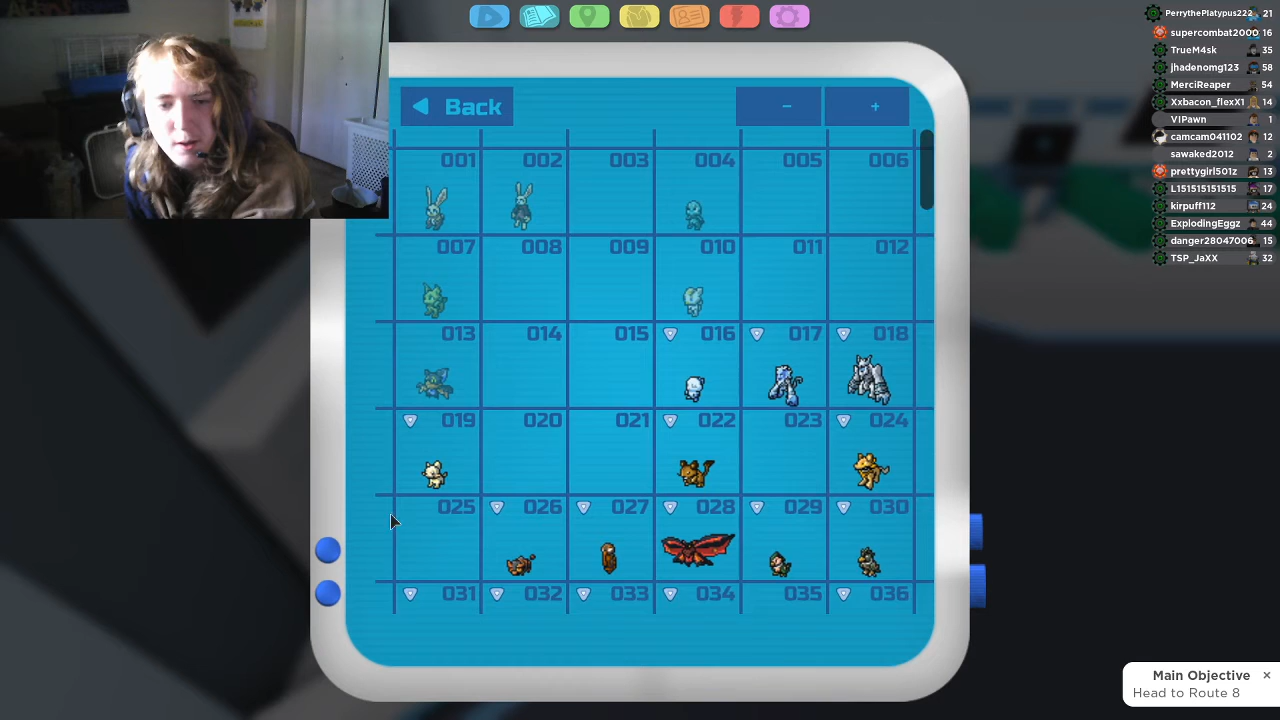 Back - +
001 002 003 004 005 006
007 008 009 010 011 012
013 014 015 016 017 018
019 020 021 022 023 024
025 026 027 028 029 030
031 032 033 034 035 036
PerrythePlatypus222 21
supercombat2000 16
TrueM4sk 35
jhadenomg123 58
MerciReaper 54
Xxbacon_flexX1 14
VIPawn 1
camcam041102 12
sawaked2012 2
prettygirl501z 13
L151515151515 17
kirpuff112 24
ExplodingEggz 44
danger28047006 15
TSP_JaXX 32
Main Objective ×
Head to Route 8